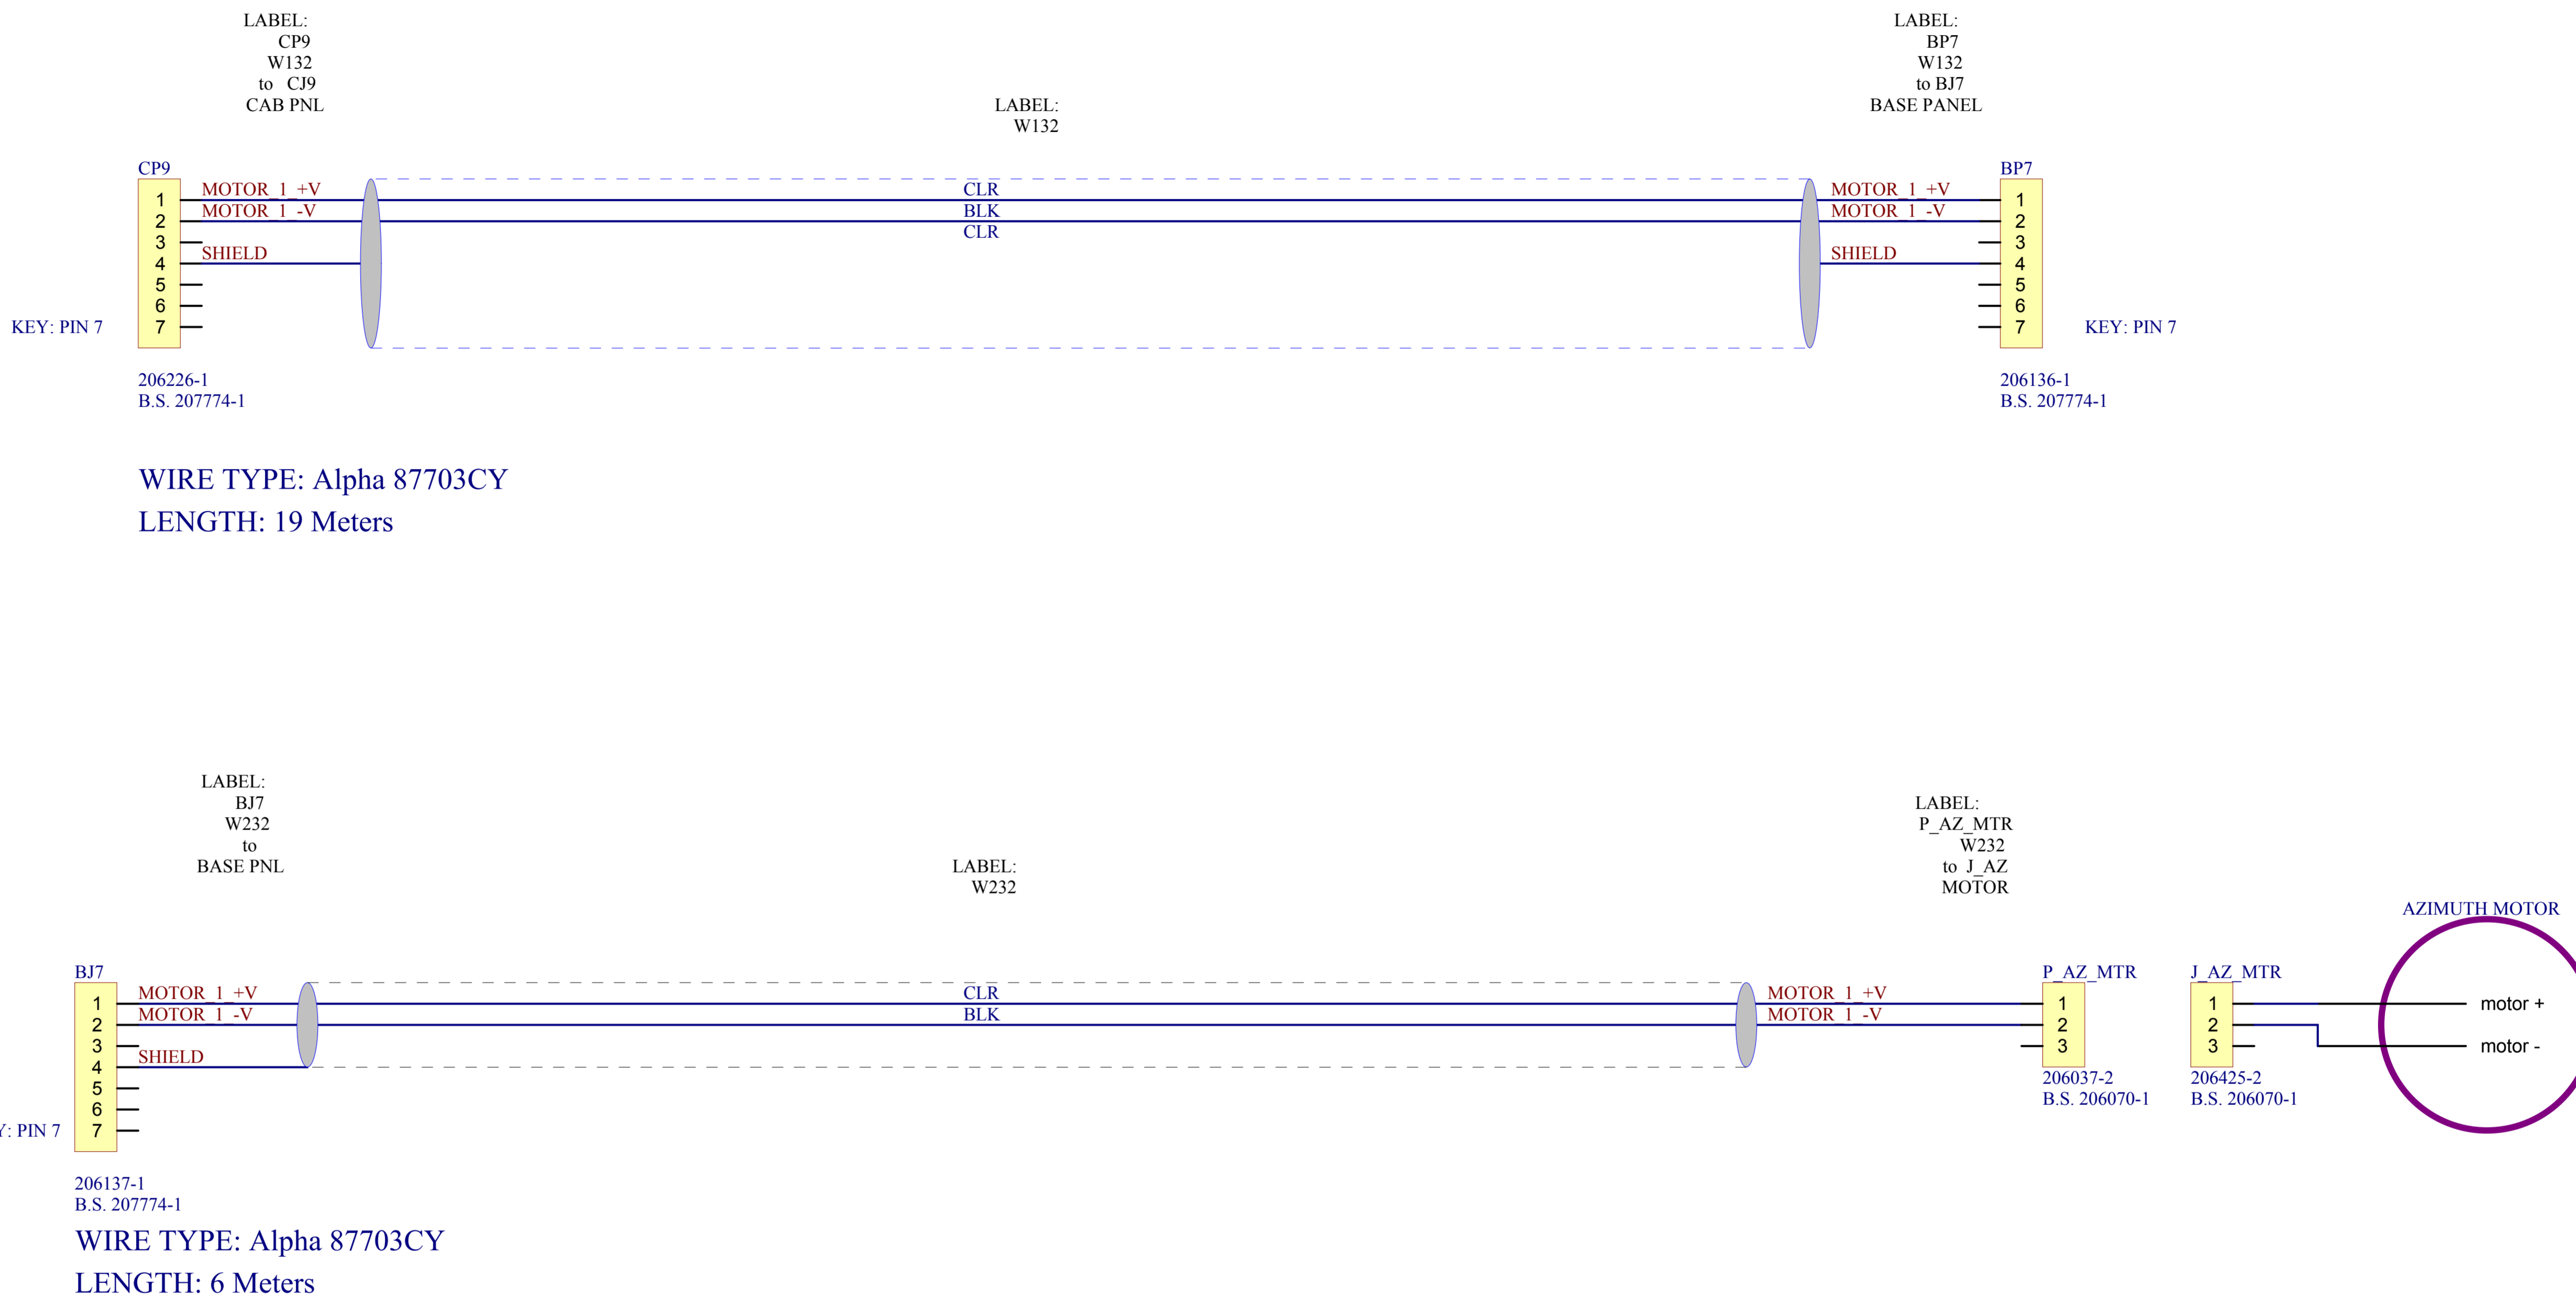 LABEL:
CP9
W132
to CJ9
CAB PNL
LABEL:
W132
LABEL:
BP7
W132
to BJ7
BASE PANEL
CP9
1
2
3
4
5
6
7
MOTOR_1_+V
MOTOR_1_-V
SHIELD
CLR
BLK
CLR
MOTOR_1_+V
MOTOR_1_-V
SHIELD
BP7
1
2
3
4
5
6
7
KEY: PIN 7
KEY: PIN 7
206226-1
B.S. 207774-1
206136-1
B.S. 207774-1
WIRE TYPE: Alpha 87703CY
LENGTH: 19 Meters
LABEL:
BJ7
W232
to
BASE PNL
LABEL:
W232
LABEL:
P_AZ_MTR
W232
to J_AZ
MOTOR
AZIMUTH MOTOR
BJ7
1
2
3
4
5
6
7
MOTOR_1_+V
MOTOR_1_-V
SHIELD
CLR
BLK
MOTOR_1_+V
MOTOR_1_-V
P_AZ_MTR
1
2
3
206037-2
B.S. 206070-1
J_AZ_MTR
1
2
3
206425-2
B.S. 206070-1
motor +
motor -
Y: PIN 7
206137-1
B.S. 207774-1
WIRE TYPE: Alpha 87703CY
LENGTH: 6 Meters